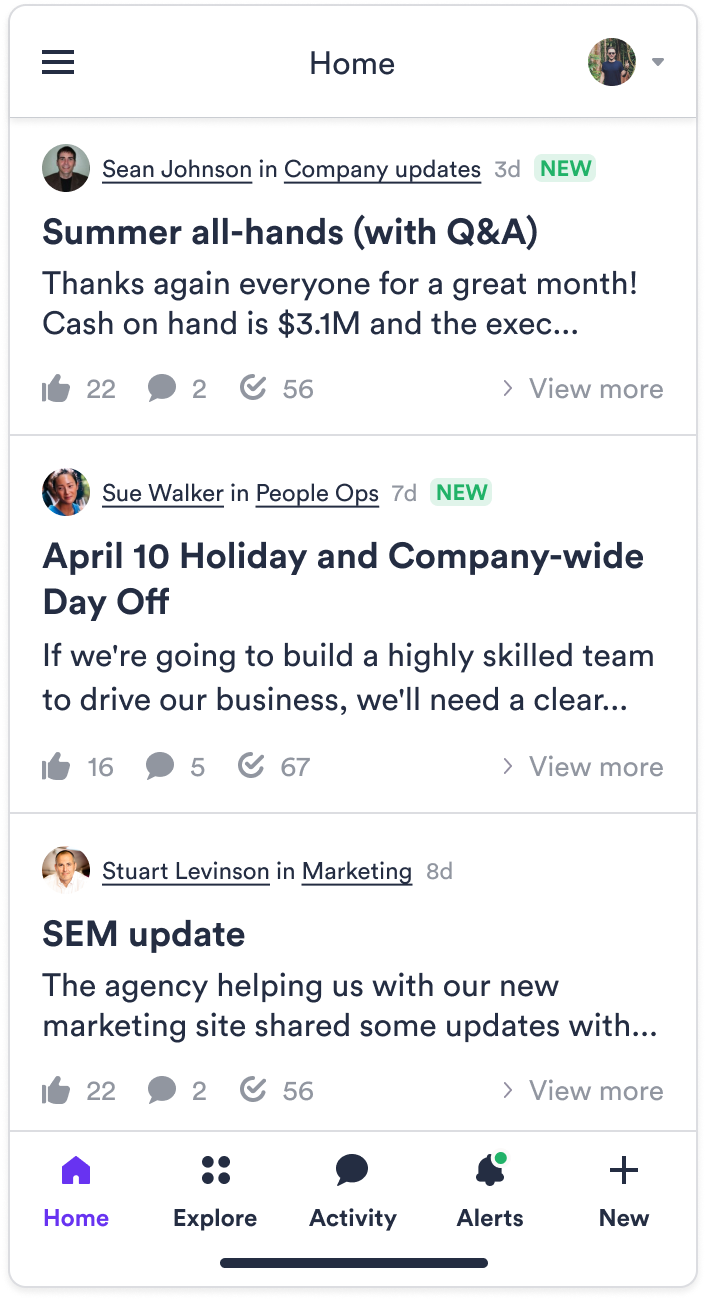 Home
Sean Johnson in Company updates 3d NEW
Summer all-hands (with Q&A)
Thanks again everyone for a great month!
Cash on hand is $3.1M and the exec...
22 2 56 View more
Sue Walker in People Ops 7d NEW
April 10 Holiday and Company-wide
Day Off
If we're going to build a highly skilled team
to drive our business, we'll need a clear...
16 5 67 View more
Stuart Levinson in Marketing 8d
SEM update
The agency helping us with our new
marketing site shared some updates with...
22 2 56 View more
Home Explore Activity Alerts New